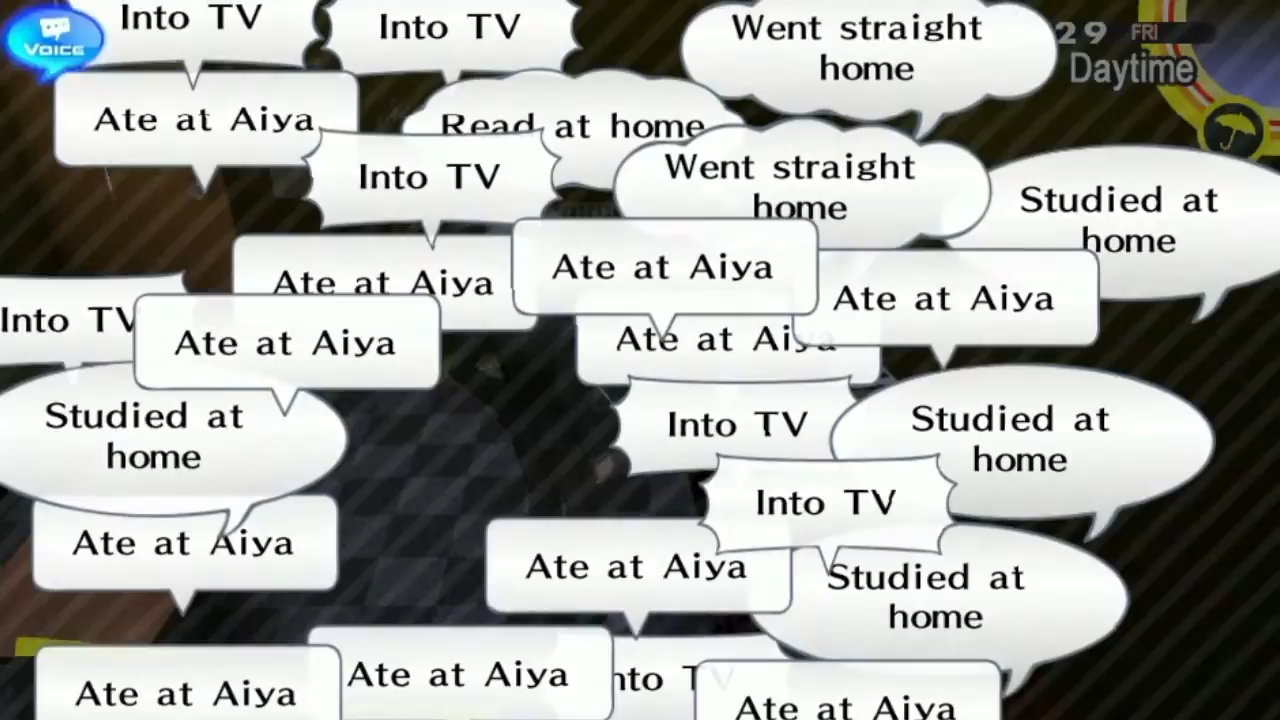 Into TV
Into TV
Went straight
home
29 FRI
Daytime
VOICE
Ate at Aiya
Read at home
Into TV
Went straight
home
Studied at
home
Ate at Aiya
Ate at Aiya
Ate at Aiya
Into TV
Ate at Aiya
Ate at Aiya
Studied at
home
Into TV
Studied at
home
Into TV
Ate at Aiya
Ate at Aiya
Studied at
home
Ate at Aiya
Ate at Aiya
nto TV
Ate at Aiya